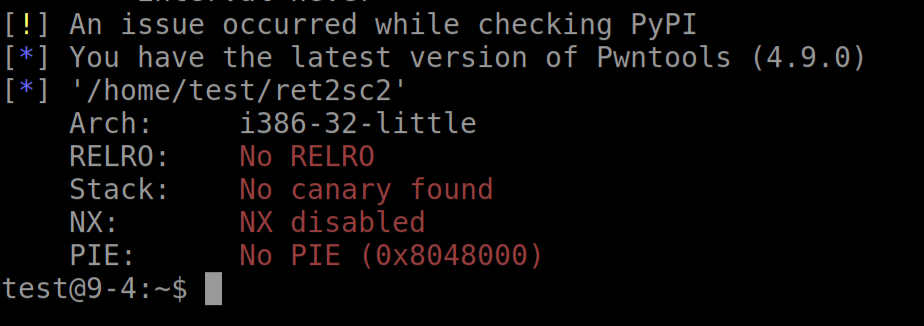 [!] An issue occurred while checking PyPI
[*] You have the latest version of Pwntools (4.9.0)
[*] '/home/test/ret2sc2'
    Arch:     i386-32-little
    RELRO:    No RELRO
    Stack:    No canary found
    NX:       NX disabled
    PIE:      No PIE (0x8048000)
test@9-4:~$